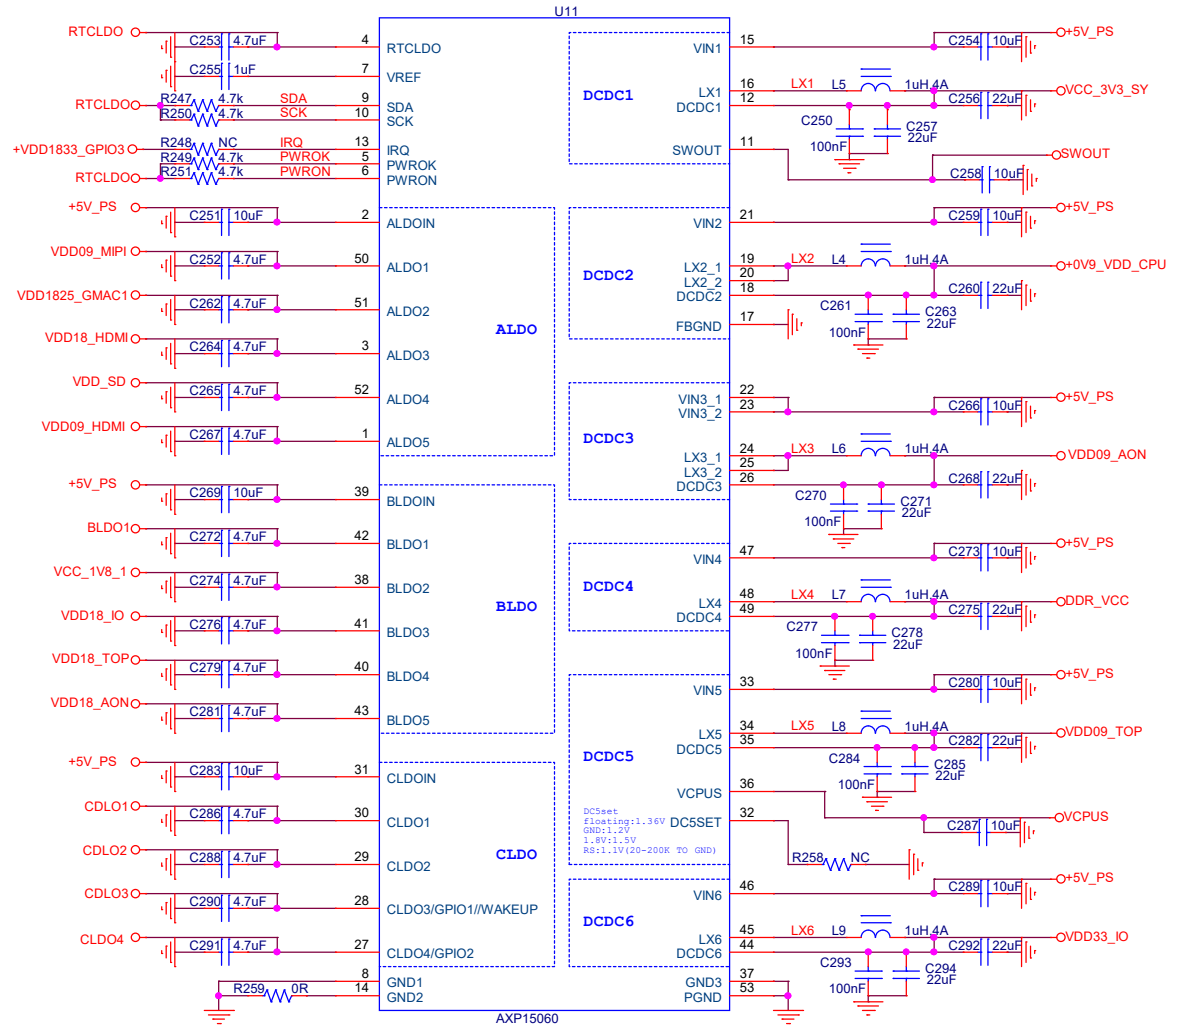 U11
RTCLDO C253 4.7uF 4 RTCLDO
C255 1uF 7 VREF
RTCLDO R247 4.7k SDA 9 SDA
R250 4.7k SCK 10 SCK
+VDD1833_GPIO3 R248 NC IRQ 13 IRQ
R249 4.7k PWROK 5 PWROK
RTCLDO R251 4.7k PWRON 6 PWRON
+5V_PS C251 10uF 2 ALDOIN
VDD09_MIPI C252 4.7uF 50 ALDO1
VDD1825_GMAC1 C262 4.7uF 51 ALDO2
ALDO
VDD18_HDMI C264 4.7uF 3 ALDO3
VDD_SD C265 4.7uF 52 ALDO4
VDD09_HDMI C267 4.7uF 1 ALDO5
+5V_PS C269 10uF 39 BLDOIN
BLDO1 C272 4.7uF 42 BLDO1
VCC_1V8_1 C274 4.7uF 38 BLDO2
BLDO
VDD18_IO C276 4.7uF 41 BLDO3
VDD18_TOP C279 4.7uF 40 BLDO4
VDD18_AON C281 4.7uF 43 BLDO5
+5V_PS C283 10uF 31 CLDOIN
CDLO1 C286 4.7uF 30 CLDO1
CLDO
CDLO2 C288 4.7uF 29 CLDO2
CDLO3 C290 4.7uF 28 CLDO3/GPIO1//WAKEUP
CLDO4 C291 4.7uF 27 CLDO4/GPIO2
8 GND1
R259 0R 14 GND2
DCDC1
VIN1 15 C254 10uF +5V_PS
LX1 16 LX1 L5 1uH,4A VCC_3V3_SY
DCDC1 12 C256 22uF
C250 100nF C257 22uF
SWOUT 11 SWOUT
C258 10uF
DCDC2
VIN2 21 C259 10uF +5V_PS
LX2_1 19 LX2 L4 1uH,4A +0V9_VDD_CPU
LX2_2 20
DCDC2 18 C260 22uF
C261 100nF C263 22uF
FBGND 17
DCDC3
VIN3_1 22 +5V_PS
VIN3_2 23 C266 10uF
LX3_1 24 LX3 L6 1uH,4A VDD09_AON
LX3_2 25
DCDC3 26 C268 22uF
C270 100nF C271 22uF
DCDC4
VIN4 47 C273 10uF +5V_PS
LX4 48 LX4 L7 1uH,4A DDR_VCC
DCDC4 49 C275 22uF
C277 100nF C278 22uF
DCDC5
VIN5 33 C280 10uF +5V_PS
LX5 34 LX5 L8 1uH,4A VDD09_TOP
DCDC5 35 C282 22uF
C284 100nF C285 22uF
VCPUS 36 VCPUS
C287 10uF
DC5SET 32
DC5set
floating:1.36V
GND:1.2V
1.8V:1.5V
RS:1.1V(20-200K TO GND)
R258 NC
DCDC6
VIN6 46 C289 10uF +5V_PS
LX6 45 LX6 L9 1uH,4A VDD33_IO
DCDC6 44 C292 22uF
C293 100nF C294 22uF
GND3 37
PGND 53
AXP15060